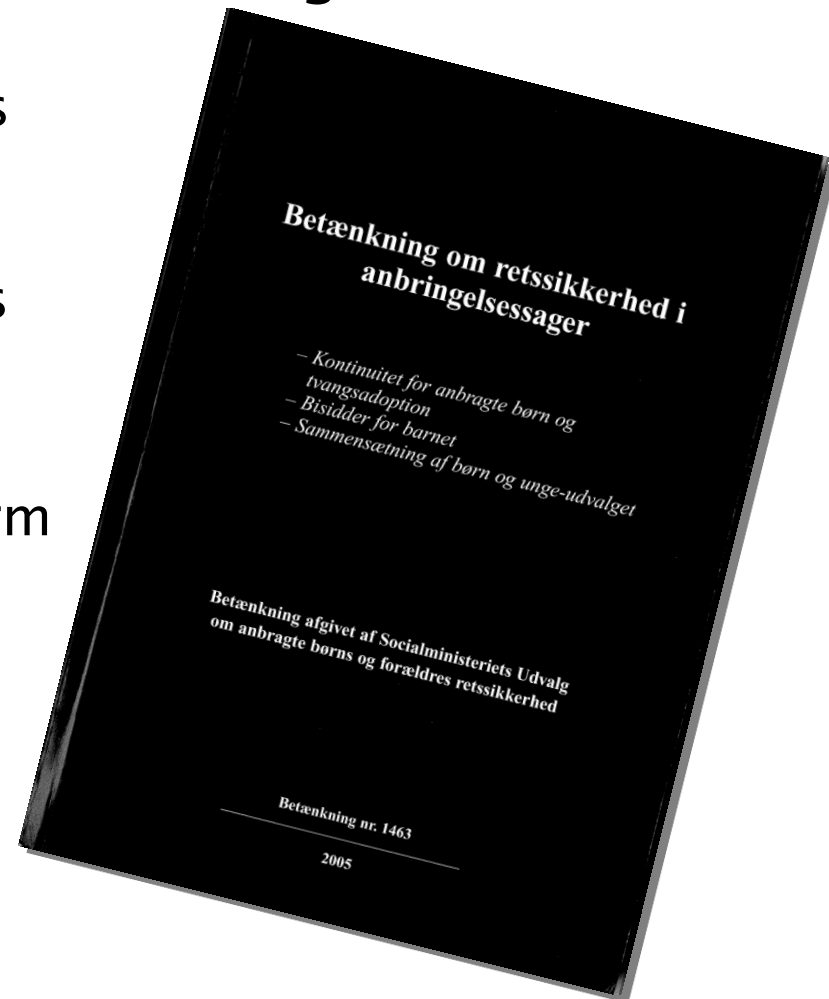 s
s
rm
Betænkning om retssikkerhed i
anbringelsessager
– Kontinuitet for anbragte børn og
tvangsadoption
– Bisidder for barnet
– Sammensætning af børn og unge-udvalget
Betænkning afgivet af Socialministeriets Udvalg
om anbragte børns og forældres retssikkerhed
Betænkning nr. 1463
2005